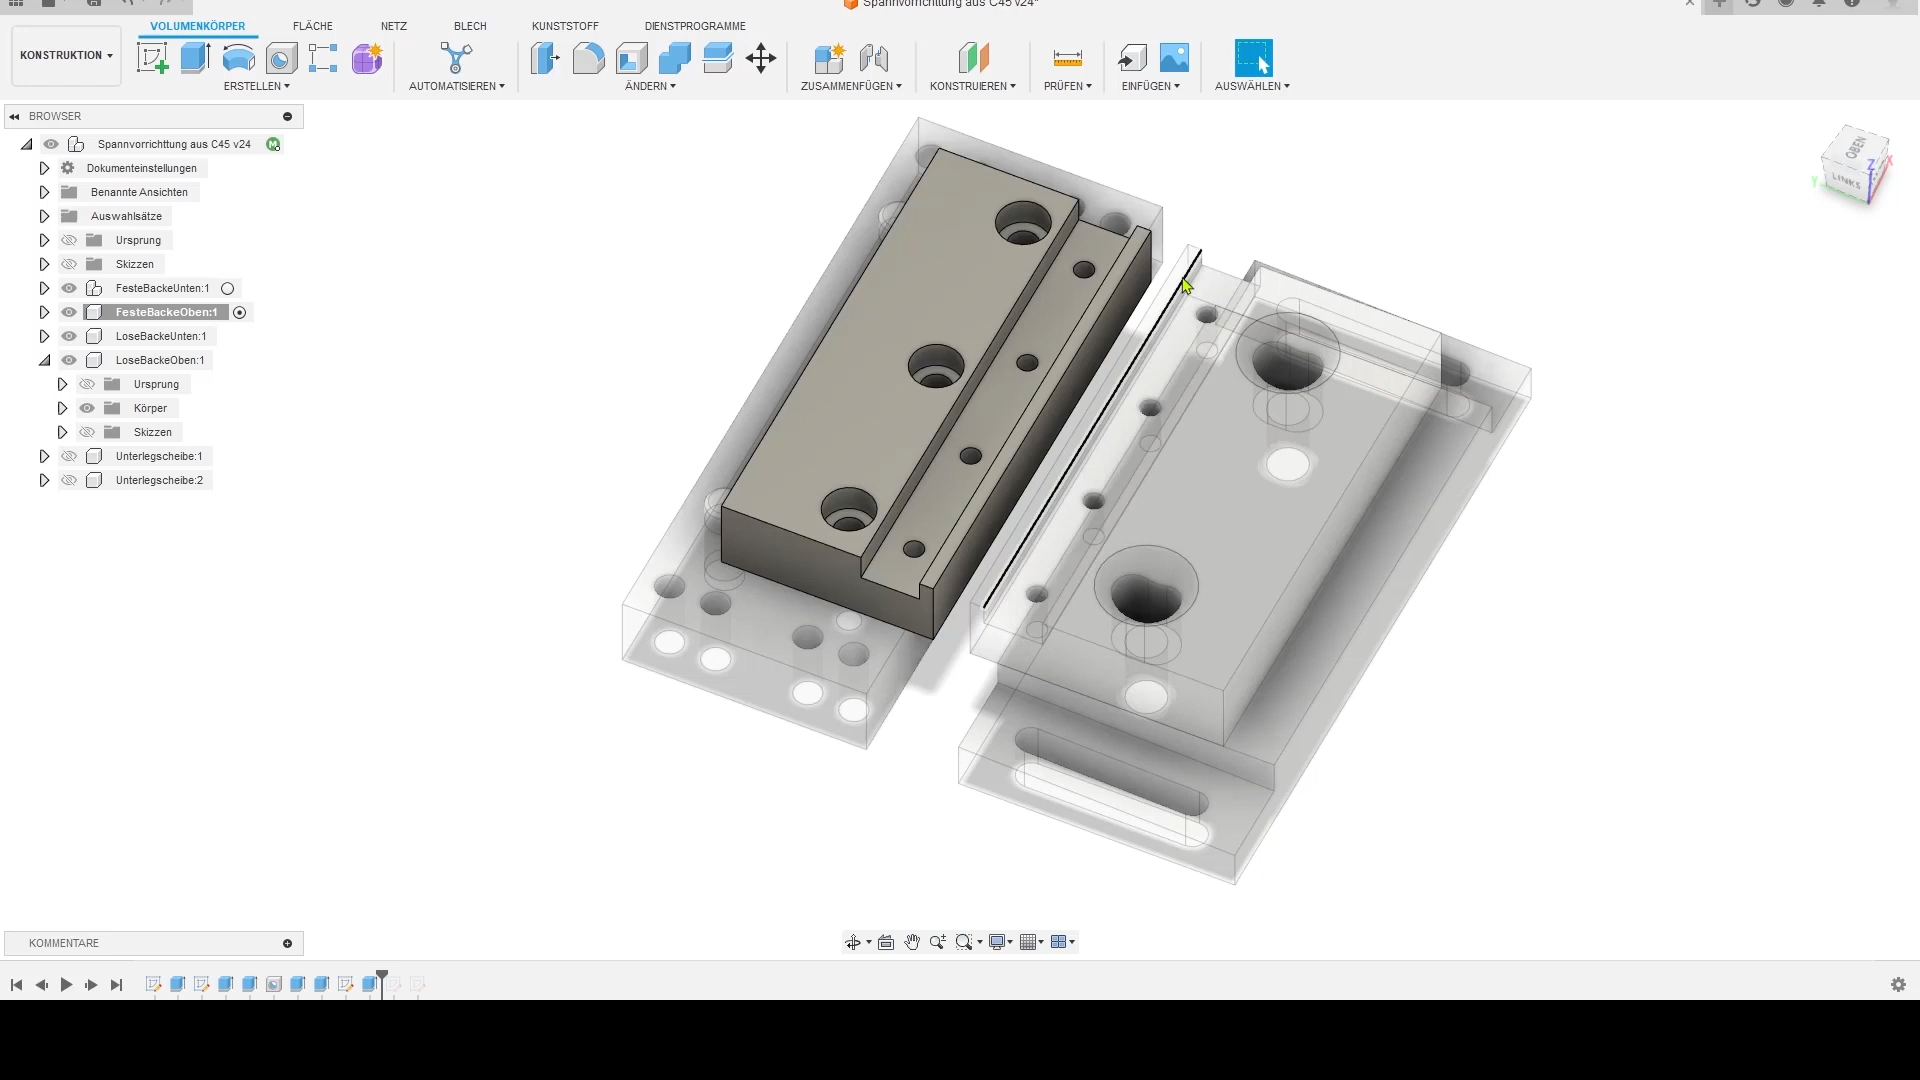 Spannvorrichtung aus C45 v24*
VOLUMENKÖRPER FLÄCHE NETZ BLECH KUNSTSTOFF DIENSTPROGRAMME
KONSTRUKTION
ERSTELLEN AUTOMATISIEREN ÄNDERN ZUSAMMENFÜGEN KONSTRUIEREN PRÜFEN EINFÜGEN AUSWÄHLEN
BROWSER
Spannvorrichttung aus C45 v24 M
Dokumenteinstellungen
Benannte Ansichten
Auswahlsätze
Ursprung
Skizzen
FesteBackeUnten:1
FesteBackeOben:1
LoseBackeUnten:1
LoseBackeOben:1
Ursprung
Körper
Skizzen
Unterlegscheibe:1
Unterlegscheibe:2
OBEN
LINKS
Z
X
Y
KOMMENTARE